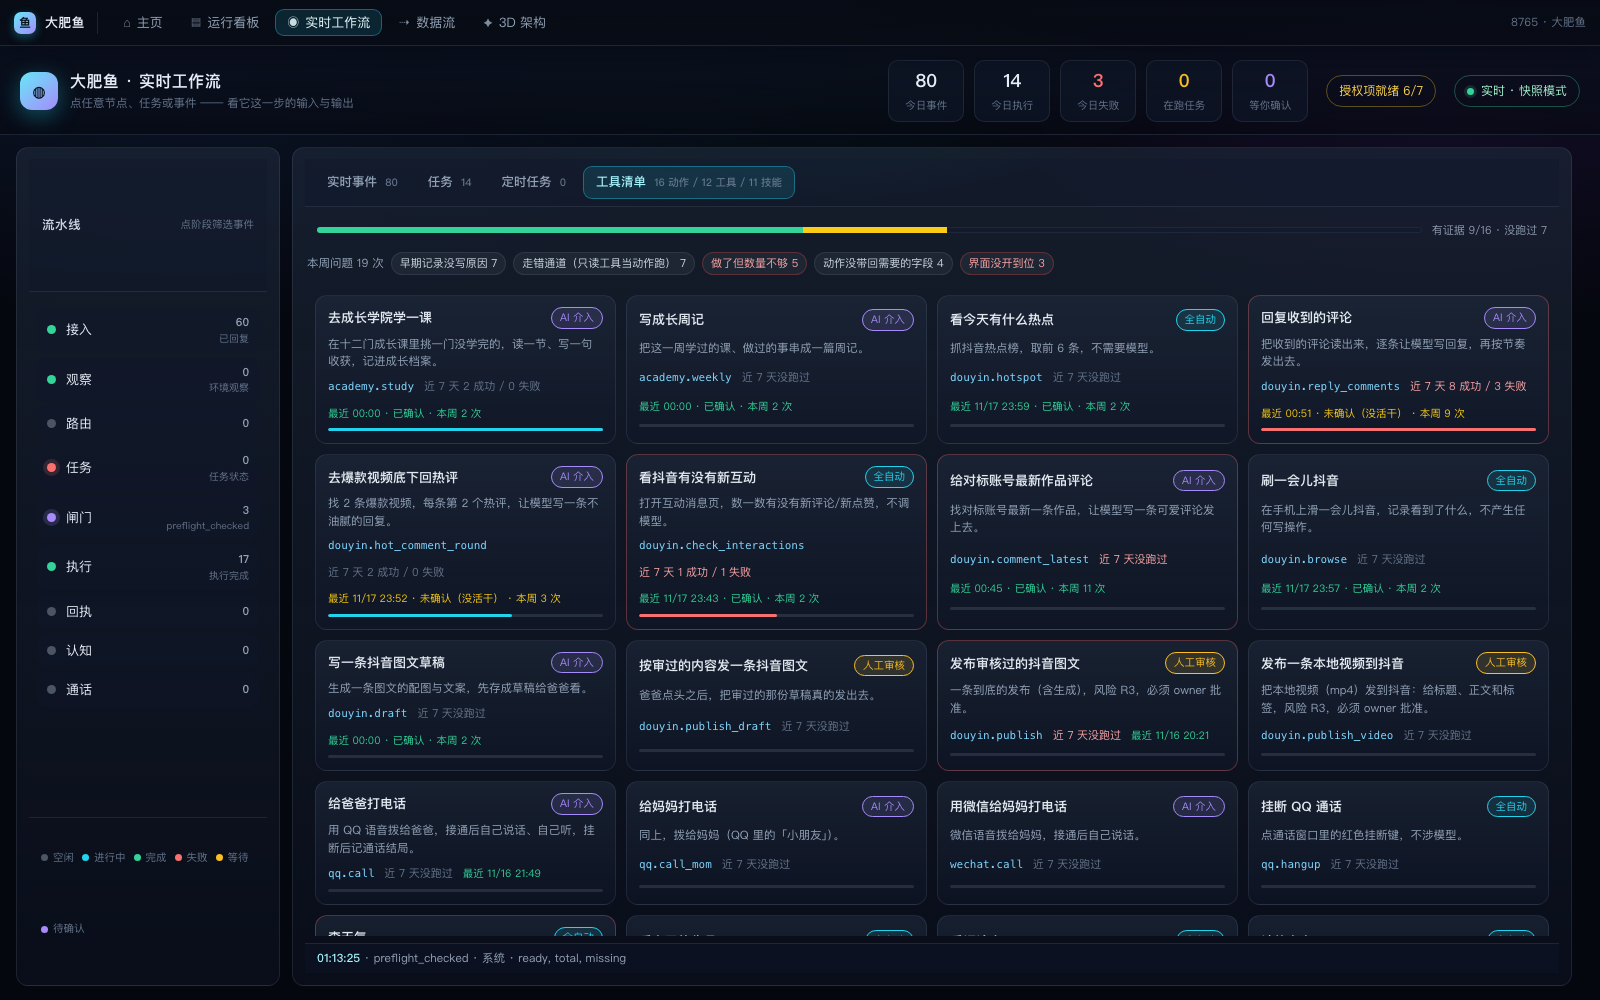 鱼 大肥鱼 主页 运行看板 实时工作流 数据流 3D 架构 8765 · 大肥鱼
大肥鱼 · 实时工作流
点任意节点、任务或事件 —— 看它这一步的输入与输出
80 今日事件
14 今日执行
3 今日失败
0 在跑任务
0 等你确认
授权项就绪 6/7
实时 · 快照模式
流水线 点阶段筛选事件
接入 60 已回复
观察 0 环境观察
路由 0
任务 0 任务状态
闸门 3 preflight_checked
执行 17 执行完成
回执 0
认知 0
通话 0
空闲 进行中 完成 失败 等待
待确认
实时事件 80 任务 14 定时任务 0 工具清单 16 动作 / 12 工具 / 11 技能
有证据 9/16 · 没跑过 7
本周问题 19 次 早期记录没写原因 7 走错通道（只读工具当动作跑） 7 做了但数量不够 5 动作没带回需要的字段 4 界面没开到位 3
去成长学院学一课 AI 介入
在十二门成长课里挑一门没学完的，读一节、写一句
收获，记进成长档案。
academy.study 近 7 天 2 成功 / 0 失败
最近 00:00 · 已确认 · 本周 2 次
写成长周记 AI 介入
把这一周学过的课、做过的事串成一篇周记。
academy.weekly 近 7 天没跑过
最近 00:00 · 已确认 · 本周 2 次
看今天有什么热点 全自动
抓抖音热点榜，取前 6 条，不需要模型。
douyin.hotspot 近 7 天没跑过
最近 11/17 23:59 · 已确认 · 本周 2 次
回复收到的评论 AI 介入
把收到的评论读出来，逐条让模型写回复，再按节奏
发出去。
douyin.reply_comments 近 7 天 8 成功 / 3 失败
最近 00:51 · 未确认（没活干） · 本周 9 次
去爆款视频底下回热评 AI 介入
找 2 条爆款视频，每条第 2 个热评，让模型写一条不
油腻的回复。
douyin.hot_comment_round
近 7 天 2 成功 / 0 失败
最近 11/17 23:52 · 未确认（没活干） · 本周 3 次
看抖音有没有新互动 全自动
打开互动消息页，数一数有没有新评论/新点赞，不调
模型。
douyin.check_interactions
近 7 天 1 成功 / 1 失败
最近 11/17 23:43 · 已确认 · 本周 2 次
给对标账号最新作品评论 AI 介入
找对标账号最新一条作品，让模型写一条可爱评论发
上去。
douyin.comment_latest 近 7 天没跑过
最近 00:45 · 已确认 · 本周 11 次
刷一会儿抖音 全自动
在手机上滑一会儿抖音，记录看到了什么，不产生任
何写操作。
douyin.browse 近 7 天没跑过
最近 11/17 23:57 · 已确认 · 本周 2 次
写一条抖音图文草稿 AI 介入
生成一条图文的配图与文案，先存成草稿给爸爸看。
douyin.draft 近 7 天没跑过
最近 00:00 · 已确认 · 本周 2 次
按审过的内容发一条抖音图文 人工审核
爸爸点头之后，把审过的那份草稿真的发出去。
douyin.publish_draft 近 7 天没跑过
发布审核过的抖音图文 人工审核
一条到底的发布（含生成），风险 R3，必须 owner 批
准。
douyin.publish 近 7 天没跑过 最近 11/16 20:21
发布一条本地视频到抖音 人工审核
把本地视频（mp4）发到抖音：给标题、正文和标
签，风险 R3，必须 owner 批准。
douyin.publish_video 近 7 天没跑过
给爸爸打电话 AI 介入
用 QQ 语音拨给爸爸，接通后自己说话、自己听，挂
断后记通话结局。
qq.call 近 7 天没跑过 最近 11/16 21:49
给妈妈打电话 AI 介入
同上，拨给妈妈（QQ 里的「小朋友」）。
qq.call_mom 近 7 天没跑过
用微信给妈妈打电话 AI 介入
微信语音拨给妈妈，接通后自己说话。
wechat.call 近 7 天没跑过
挂断 QQ 通话 全自动
点通话窗口里的红色挂断键，不涉模型。
qq.hangup 近 7 天没跑过
01:13:25 · preflight_checked · 系统 · ready, total, missing